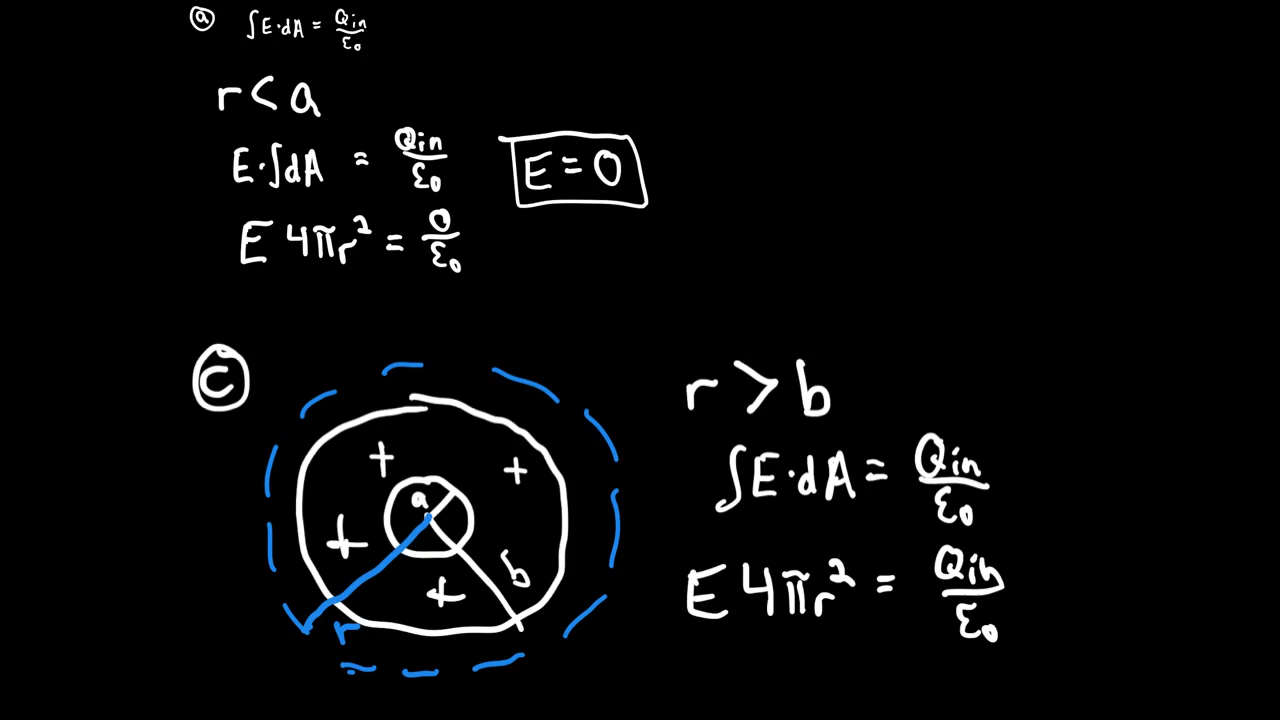 ⓐ ∫E·dA = Qin/ε₀
r < a
E·∫dA = Qin/ε₀
E = 0
E 4πr² = 0/ε₀
ⓒ
r > b
+ +
a
∫E·dA = Qin/ε₀
+
b
+
E 4πr² = Qin/ε₀
r